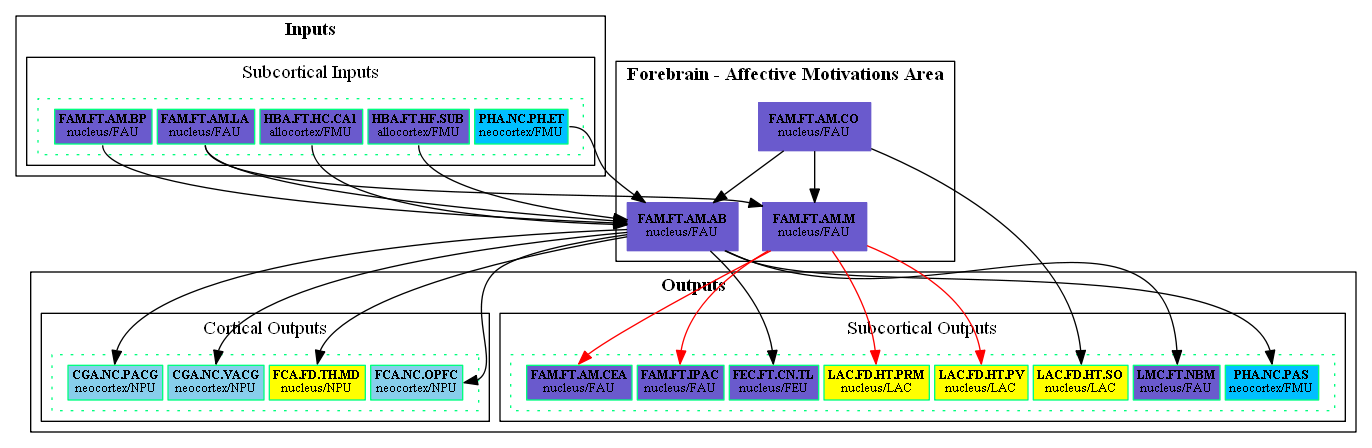 Inputs
Subcortical Inputs
FAM.FT.AM.BP
nucleus/FAU
FAM.FT.AM.LA
nucleus/FAU
HBA.FT.HC.CA1
allocortex/FMU
HBA.FT.HF.SUB
allocortex/FMU
PHA.NC.PH.ET
neocortex/FMU
Forebrain - Affective Motivations Area
FAM.FT.AM.CO
nucleus/FAU
FAM.FT.AM.AB
nucleus/FAU
FAM.FT.AM.M
nucleus/FAU
Outputs
Cortical Outputs
CGA.NC.PACG
neocortex/NPU
CGA.NC.VACG
neocortex/NPU
FCA.FD.TH.MD
nucleus/NPU
FCA.NC.OPFC
neocortex/NPU
Subcortical Outputs
FAM.FT.AM.CEA
nucleus/FAU
FAM.FT.IPAC
nucleus/FAU
FEC.FT.CN.TL
nucleus/FEU
LAC.FD.HT.PRM
nucleus/LAC
LAC.FD.HT.PV
nucleus/LAC
LAC.FD.HT.SO
nucleus/LAC
LMC.FT.NBM
nucleus/FAU
PHA.NC.PAS
neocortex/FMU